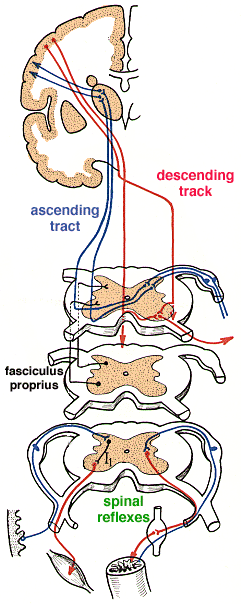 descending
track
ascending
tract
fasciculus
proprius
spinal
reflexes